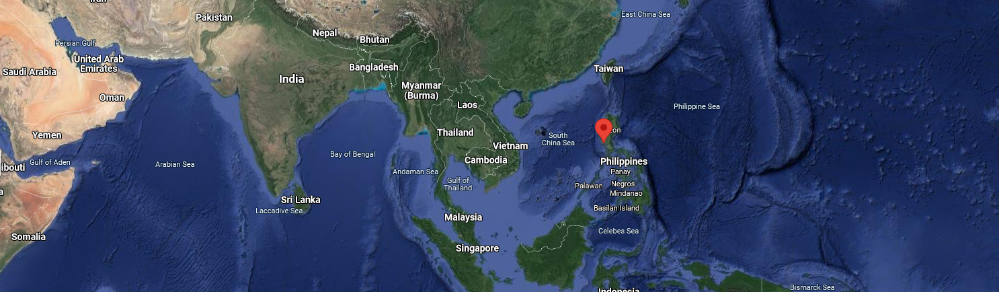 Iran
Pakistan
East China Sea
Nepal
Bhutan
Persian Gulf
United Arab
Emirates
Saudi Arabia
Bangladesh
Taiwan
India
Myanmar
(Burma)
Oman
Laos
Philippine Sea
Thailand
on
Yemen
South
China Sea
Vietnam
Bay of Bengal
Cambodia
Philippines
Gulf of Aden
ibouti
Arabian Sea
Andaman Sea
Panay
Gulf of
Thailand
Palawan
Negros
Mindanao
a
Sri Lanka
Laccadive Sea
Basilan Island
Malaysia
Celebes Sea
Somalia
Singapore
Bismarck Sea
Indonesia